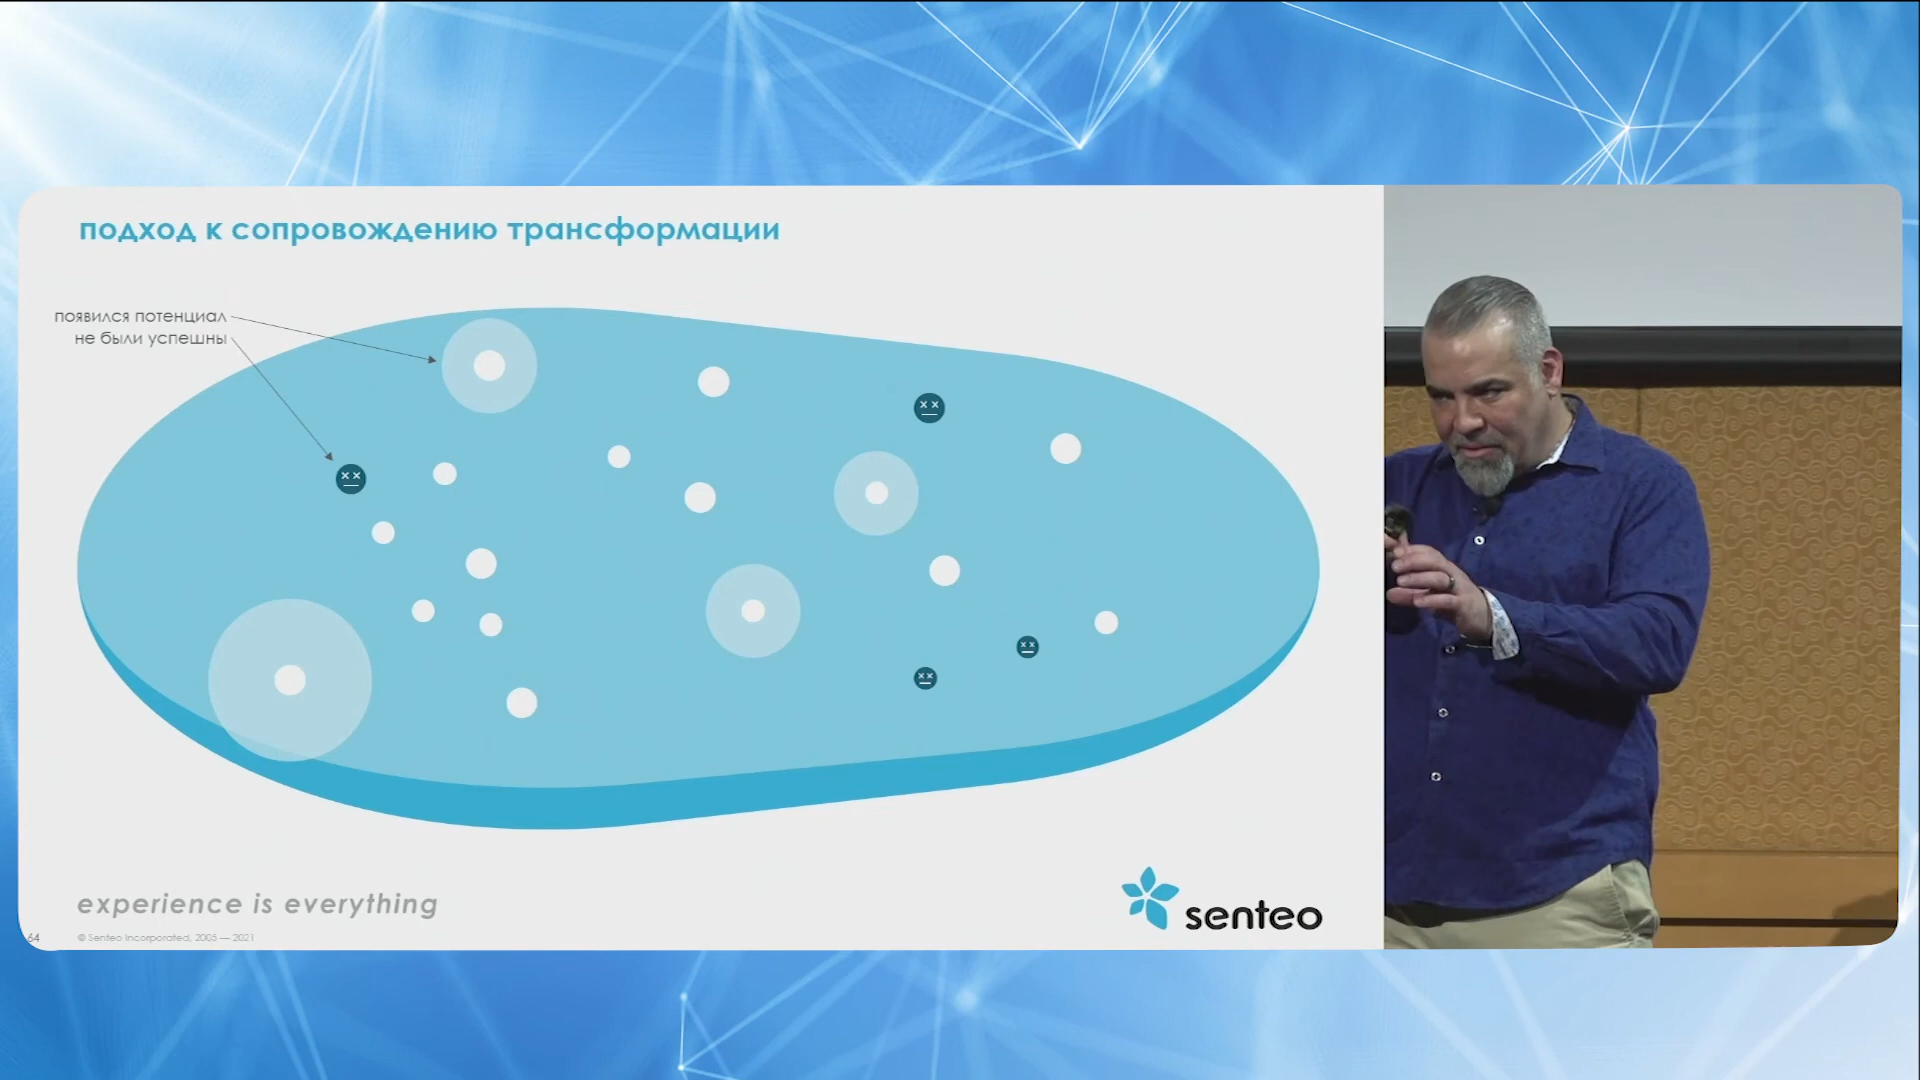 подход к сопровождению трансформации
появился потенциал
не были успешны
experience is everything
senteo
64
© Senteo Incorporated, 2005 — 2021